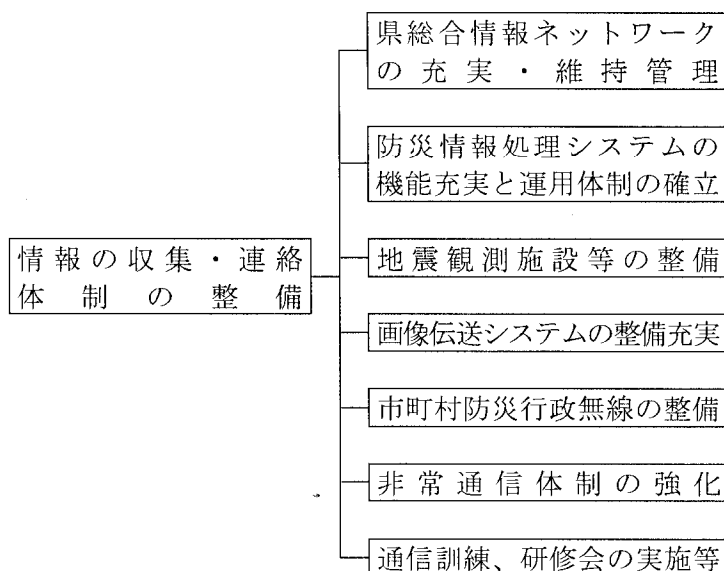 県総合情報ネットワーク
の充実・維持管理
防災情報処理システムの
機能充実と運用体制の確立
情報の収集・連絡
体制の整備
地震観測施設等の整備
画像伝送システムの整備充実
市町村防災行政無線の整備
非常通信体制の強化
通信訓練、研修会の実施等